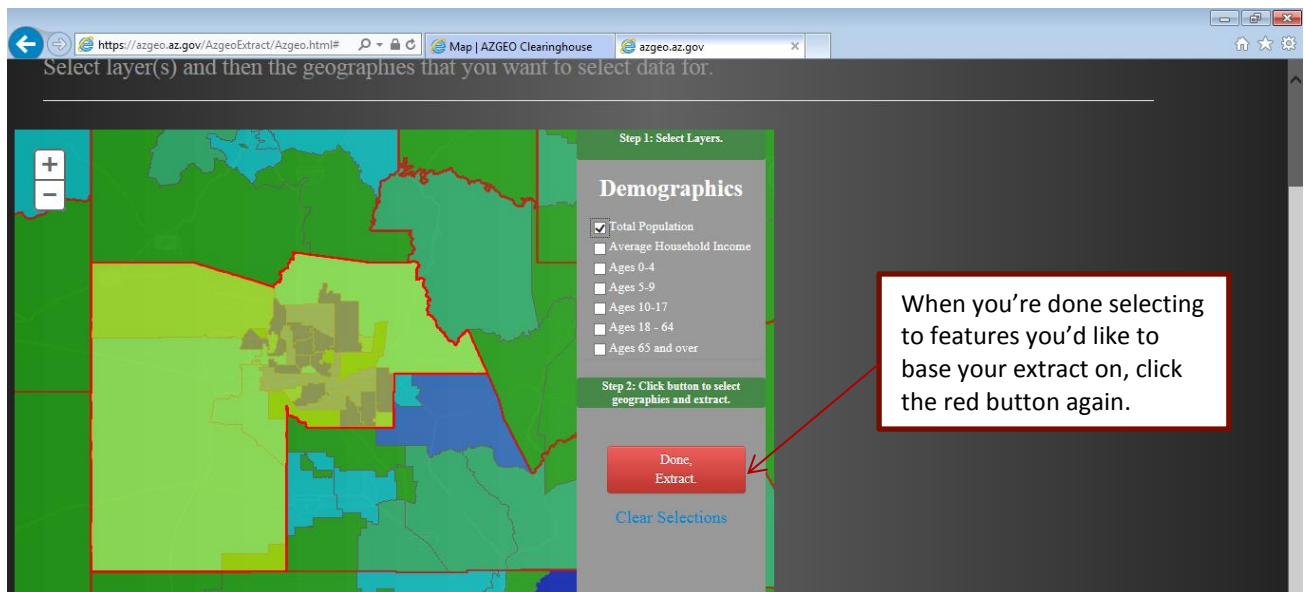 https://azgeo.az.gov/AzgeoExtract/Azgeo.html#
Map | AZGEO Clearinghouse
azgeo.az.gov
Select layer(s) and then the geographies that you want to select data for.
+
−
Step 1: Select Layers.
Demographics
Total Population
Average Household Income
Ages 0-4
Ages 5-9
Ages 10-17
Ages 18 - 64
Ages 65 and over
Step 2: Click button to select
geographies and extract.
Done,
Extract.
Clear Selections
When you’re done selecting
to features you’d like to
base your extract on, click
the red button again.